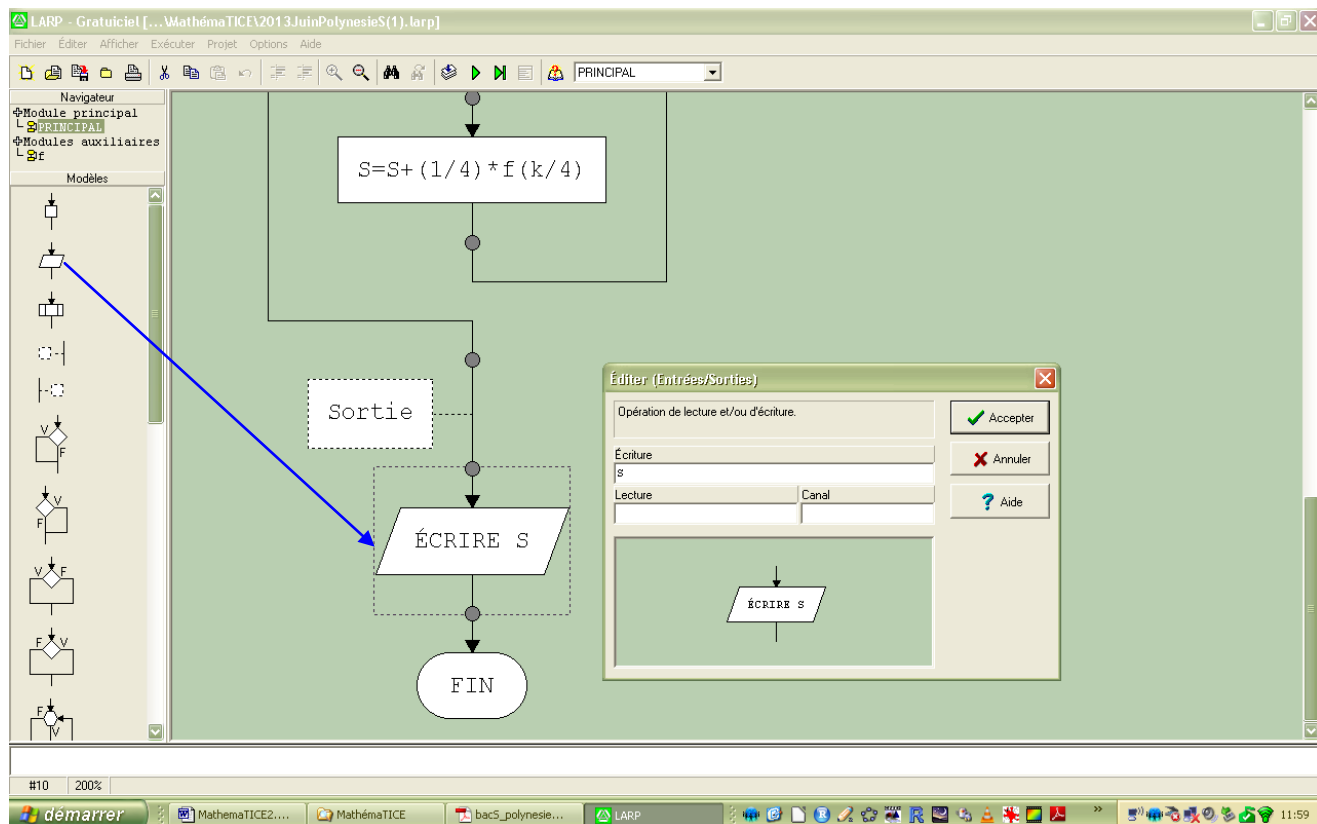 LARP - Gratuiciel [...\MathémaTICE\2013JuinPolynesieS(1).larp]
Fichier Éditer Afficher Exécuter Projet Options Aide
PRINCIPAL
Navigateur
Module principal
PRINCIPAL
Modules auxiliaires
f
Modèles
V
F
V
F
V F
F V
F
V
S=S+(1/4)*f(k/4)
Sortie
ÉCRIRE S
FIN
Éditer (Entrées/Sorties)
Opération de lecture et/ou d'écriture.
Écriture
S
Lecture Canal
ÉCRIRE S
Accepter
Annuler
? Aide
#10 200%
démarrer MathemaTICE2.... MathémaTICE bacS_polynesie... LARP R » 11:59